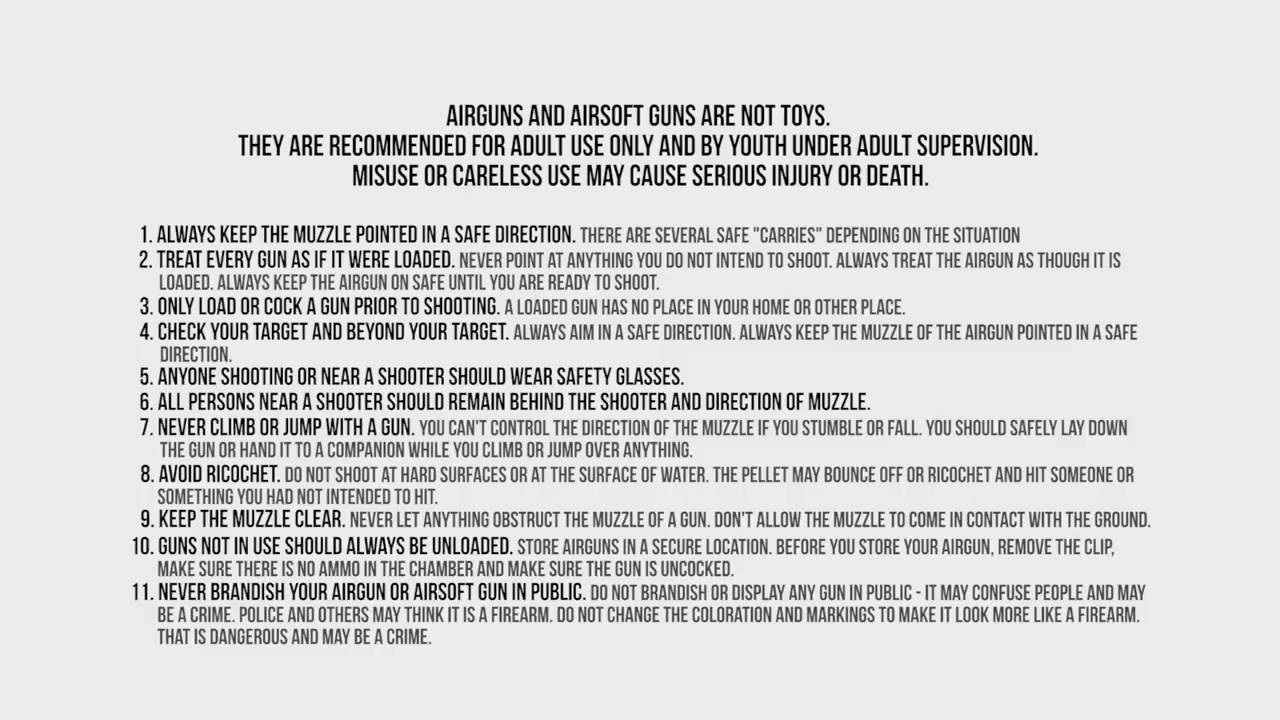 AIRGUNS AND AIRSOFT GUNS ARE NOT TOYS.
THEY ARE RECOMMENDED FOR ADULT USE ONLY AND BY YOUTH UNDER ADULT SUPERVISION.
MISUSE OR CARELESS USE MAY CAUSE SERIOUS INJURY OR DEATH.
1. ALWAYS KEEP THE MUZZLE POINTED IN A SAFE DIRECTION. THERE ARE SEVERAL SAFE "CARRIES" DEPENDING ON THE SITUATION
2. TREAT EVERY GUN AS IF IT WERE LOADED. NEVER POINT AT ANYTHING YOU DO NOT INTEND TO SHOOT. ALWAYS TREAT THE AIRGUN AS THOUGH IT IS
LOADED. ALWAYS KEEP THE AIRGUN ON SAFE UNTIL YOU ARE READY TO SHOOT.
3. ONLY LOAD OR COCK A GUN PRIOR TO SHOOTING. A LOADED GUN HAS NO PLACE IN YOUR HOME OR OTHER PLACE.
4. CHECK YOUR TARGET AND BEYOND YOUR TARGET. ALWAYS AIM IN A SAFE DIRECTION. ALWAYS KEEP THE MUZZLE OF THE AIRGUN POINTED IN A SAFE
DIRECTION.
5. ANYONE SHOOTING OR NEAR A SHOOTER SHOULD WEAR SAFETY GLASSES.
6. ALL PERSONS NEAR A SHOOTER SHOULD REMAIN BEHIND THE SHOOTER AND DIRECTION OF MUZZLE.
7. NEVER CLIMB OR JUMP WITH A GUN. YOU CAN'T CONTROL THE DIRECTION OF THE MUZZLE IF YOU STUMBLE OR FALL. YOU SHOULD SAFELY LAY DOWN
THE GUN OR HAND IT TO A COMPANION WHILE YOU CLIMB OR JUMP OVER ANYTHING.
8. AVOID RICOCHET. DO NOT SHOOT AT HARD SURFACES OR AT THE SURFACE OF WATER. THE PELLET MAY BOUNCE OFF OR RICOCHET AND HIT SOMEONE OR
SOMETHING YOU HAD NOT INTENDED TO HIT.
9. KEEP THE MUZZLE CLEAR. NEVER LET ANYTHING OBSTRUCT THE MUZZLE OF A GUN. DON'T ALLOW THE MUZZLE TO COME IN CONTACT WITH THE GROUND.
10. GUNS NOT IN USE SHOULD ALWAYS BE UNLOADED. STORE AIRGUNS IN A SECURE LOCATION. BEFORE YOU STORE YOUR AIRGUN, REMOVE THE CLIP,
MAKE SURE THERE IS NO AMMO IN THE CHAMBER AND MAKE SURE THE GUN IS UNCOCKED.
11. NEVER BRANDISH YOUR AIRGUN OR AIRSOFT GUN IN PUBLIC. DO NOT BRANDISH OR DISPLAY ANY GUN IN PUBLIC - IT MAY CONFUSE PEOPLE AND MAY
BE A CRIME. POLICE AND OTHERS MAY THINK IT IS A FIREARM. DO NOT CHANGE THE COLORATION AND MARKINGS TO MAKE IT LOOK MORE LIKE A FIREARM.
THAT IS DANGEROUS AND MAY BE A CRIME.